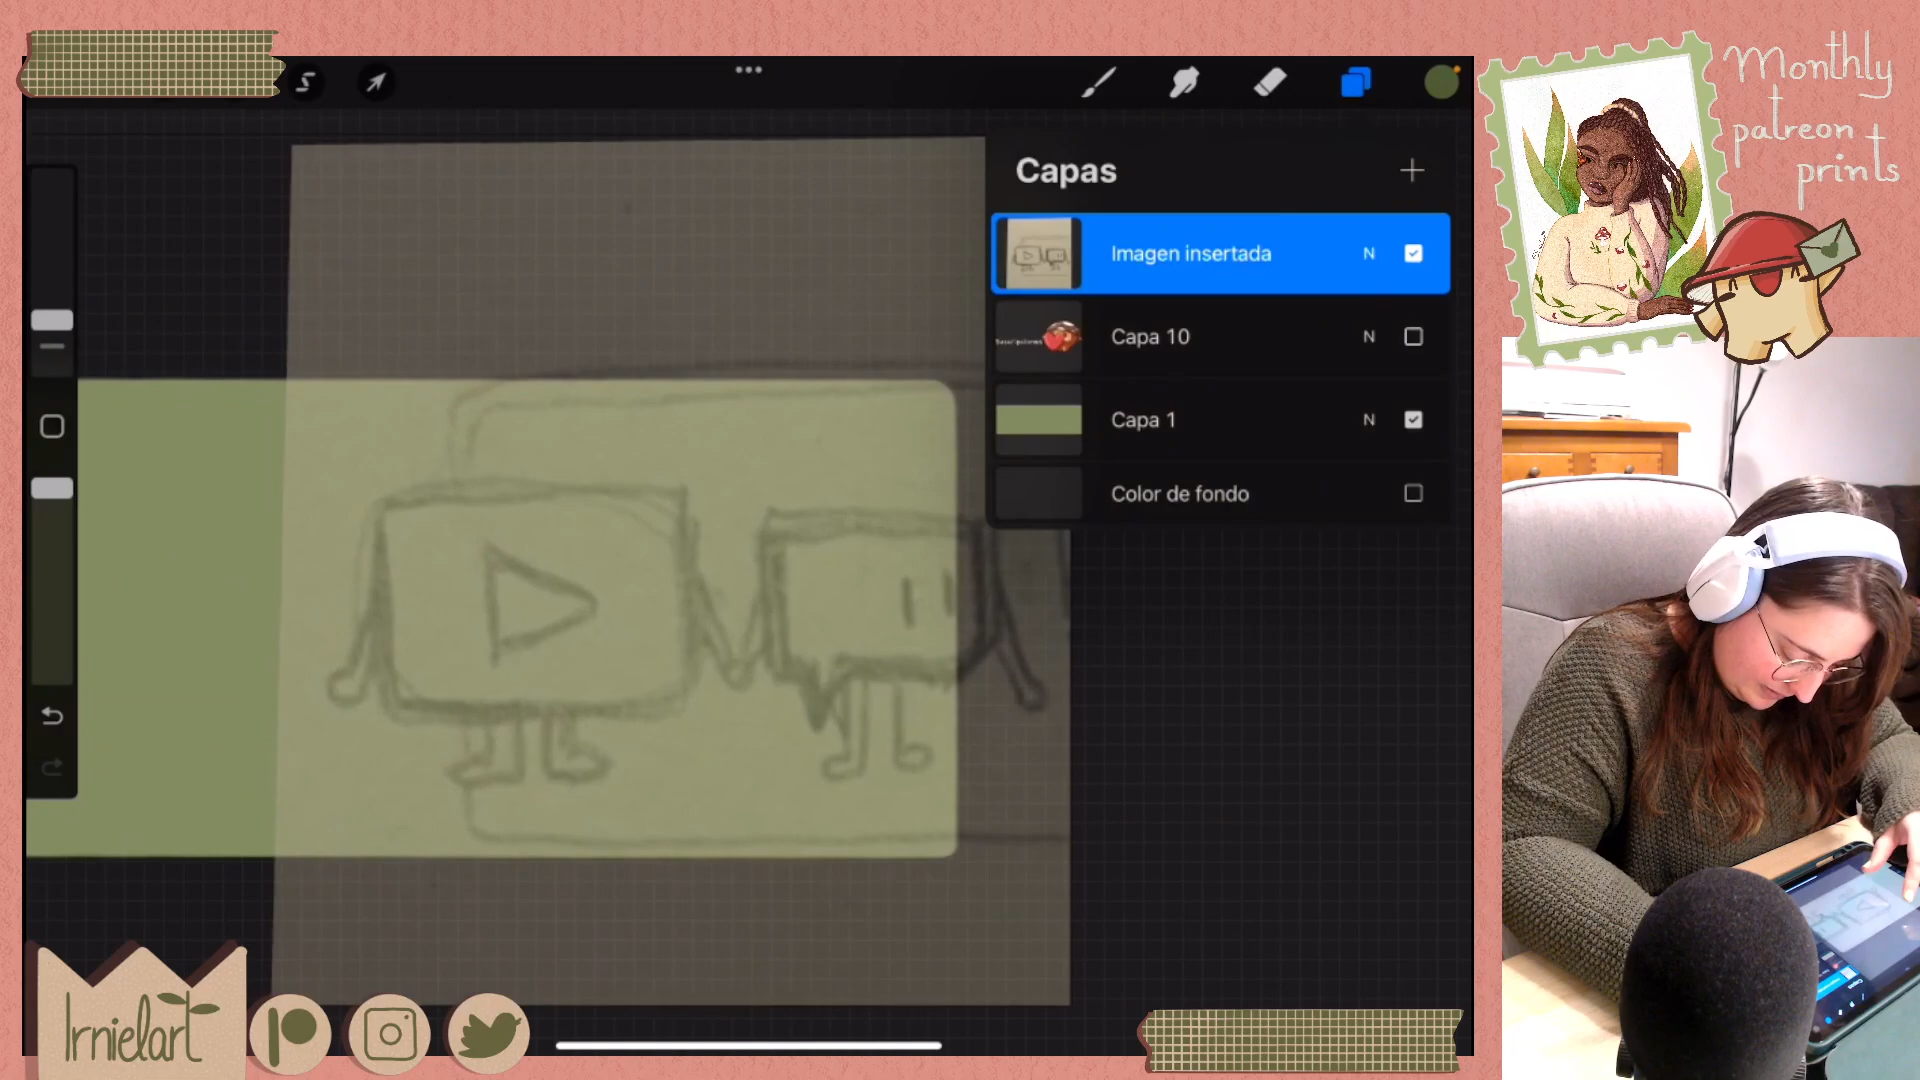 Capas
Imagen insertada N
Capa 10 N
Capa 1 N
Color de fondo
Monthly
patreon
prints
Irnielart